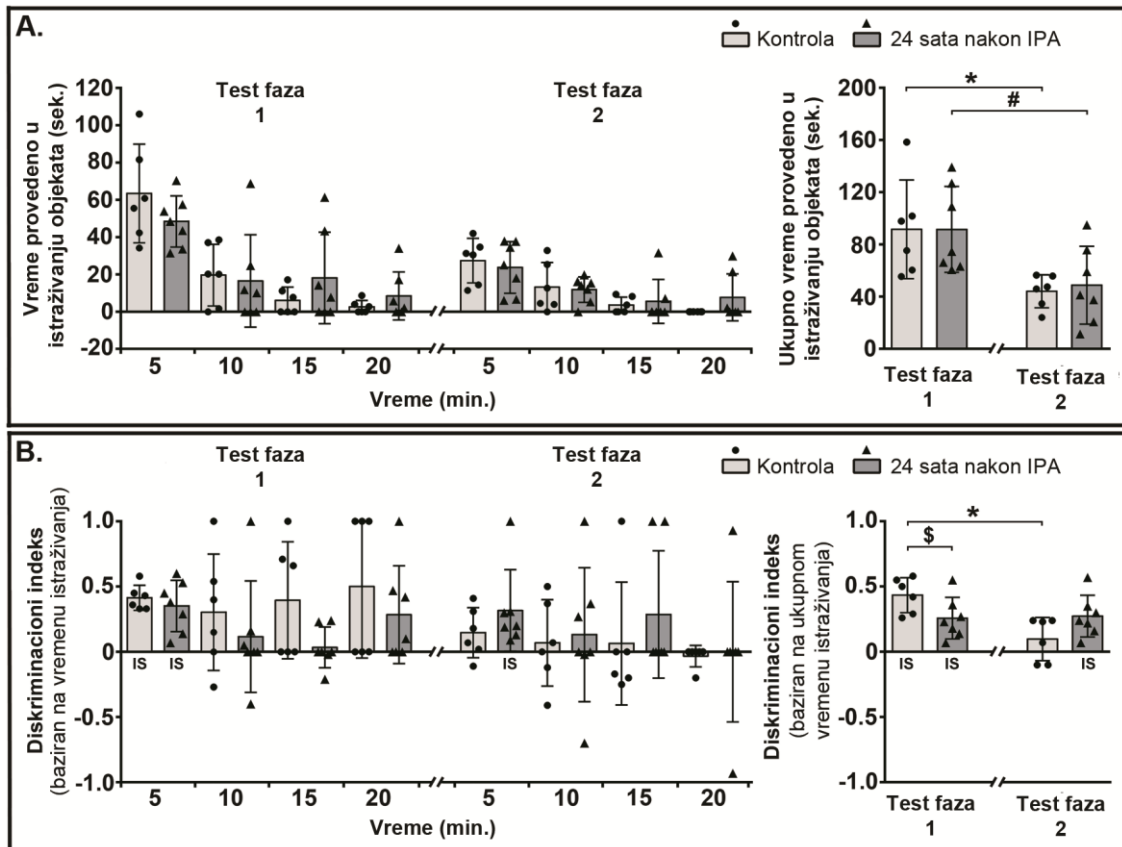 A.
Kontrola 24 sata nakon IPA
Vreme provedeno u
istraživanju objekata (sek.)
120
100
80
60
40
20
0
-20
Test faza
1
Test faza
2
5 10 15 20 5 10 15 20
Vreme (min.)
Ukupno vreme provedeno u
istraživanju objekata (sek.)
200
160
120
80
40
0
*
#
Test faza
1
Test faza
2
B.
Kontrola 24 sata nakon IPA
Diskriminacioni indeks
(baziran na vremenu istraživanja)
1.0
0.5
0
-0.5
-1.0
Test faza
1
Test faza
2
IS IS IS
5 10 15 20 5 10 15 20
Vreme (min.)
Diskriminacioni indeks
(baziran na ukupnom
vremenu istraživanja)
1.0
0.5
0
-0.5
-1.0
*
$
IS IS IS
Test faza
1
Test faza
2